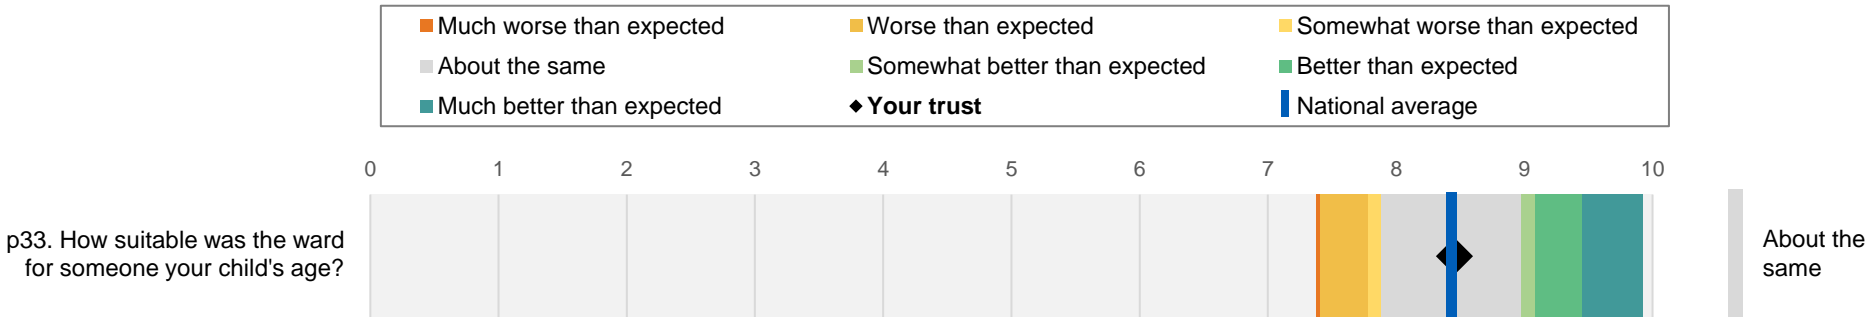 Much worse than expected
Worse than expected
Somewhat worse than expected
About the same
Somewhat better than expected
Better than expected
Much better than expected
Your trust
National average
0 1 2 3 4 5 6 7 8 9 10
p33. How suitable was the ward
for someone your child's age?
About the
same